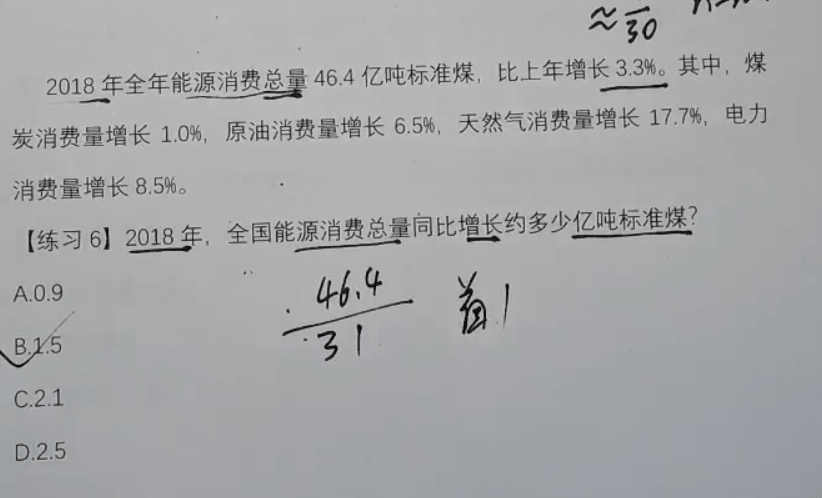 ≈ 30
2018 年全年能源消费总量 46.4 亿吨标准煤，比上年增长 3.3%。其中，煤
炭消费量增长 1.0%，原油消费量增长 6.5%，天然气消费量增长 17.7%，电力
消费量增长 8.5%。
【练习 6】2018 年，全国能源消费总量同比增长约多少亿吨标准煤?
A.0.9
46.4
31
首1
B.1.5
C.2.1
D.2.5